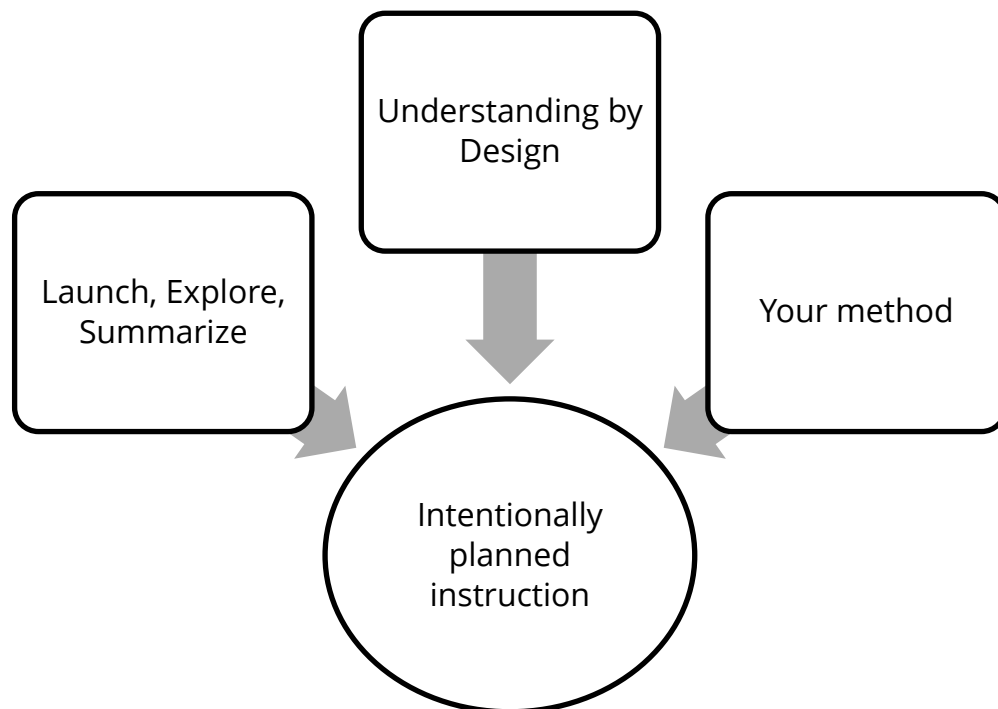 Understanding by
Design
Launch, Explore,
Summarize
Your method
Intentionally
planned
instruction